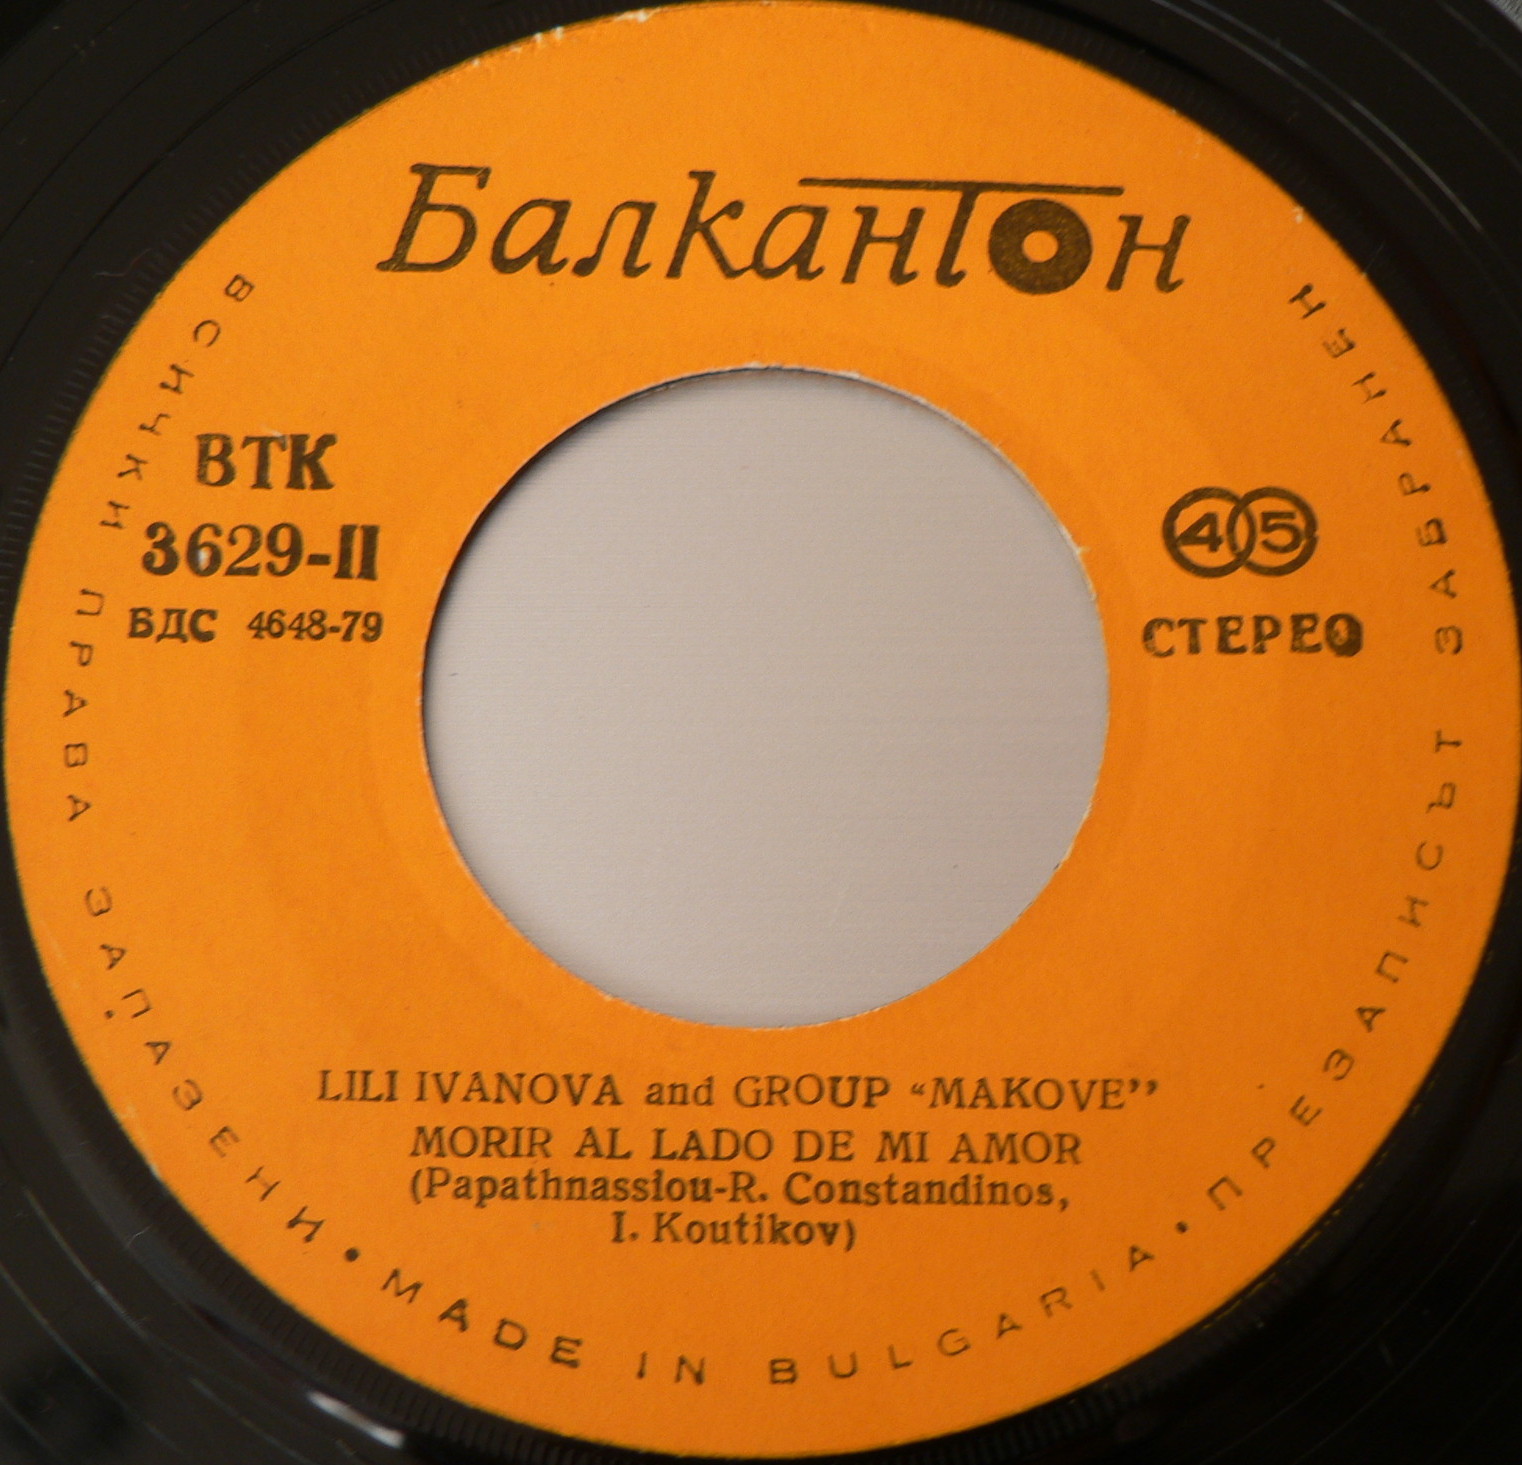 Балкантон
ВТК
3629-II
БДС 4648-79
45
СТЕРЕО
LILI IVANOVA and GROUP “MAKOVE”
MORIR AL LADO DE MI AMOR
(Papathnassiou-R. Constandinos,
I. Koutikov)
ВСИЧКИ ПРАВА ЗАПАЗЕНИ • MADE IN BULGARIA • ПРЕЗАПИСЪТ ЗАБРАНЕН